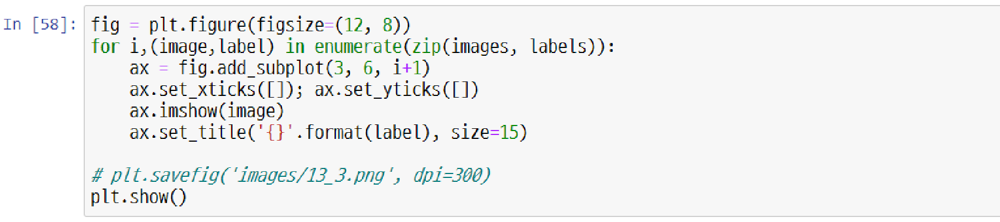 In [58]: fig = plt.figure(figsize=(12, 8))
for i,(image,label) in enumerate(zip(images, labels)):
    ax = fig.add_subplot(3, 6, i+1)
    ax.set_xticks([]); ax.set_yticks([])
    ax.imshow(image)
    ax.set_title('{}'.format(label), size=15)

# plt.savefig('images/13_3.png', dpi=300)
plt.show()